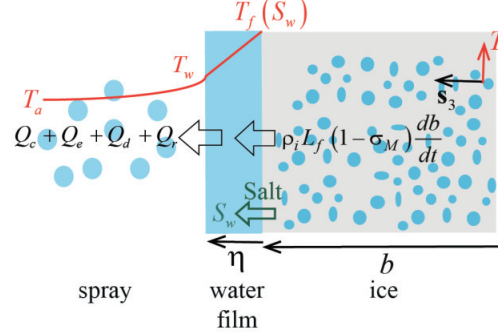 T_f(S_w)
T
T_w
T_a
s_3
Q_c + Q_e + Q_d + Q_r
ρ_i L_f (1-σ_M) db/dt
Salt
S_w
η
b
spray
water
film
ice